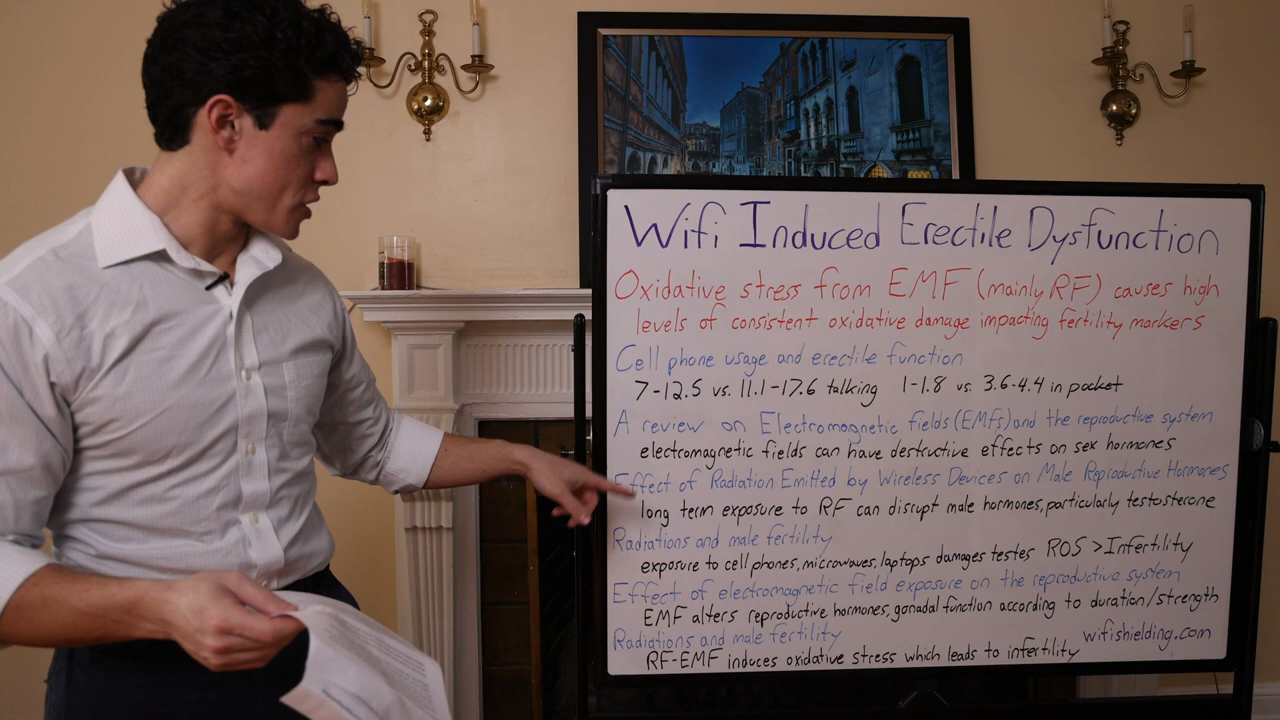 Wifi Induced Erectile Dysfunction
Oxidative stress from EMF (mainly RF) causes high
levels of consistent oxidative damage impacting fertility markers
Cell phone usage and erectile function
7-12.5 vs. 11.1-17.6 talking 1-1.8 vs. 3.6-4.4 in pocket
A review on Electromagnetic fields (EMFs) and the reproductive system
electromagnetic fields can have destructive effects on sex hormones
Effect of Radiation Emitted by Wireless Devices on Male Reproductive Hormones
long term exposure to RF can disrupt male hormones, particularly testosterone
Radiations and male fertility
exposure to cell phones, microwaves, laptops damages testes ROS > Infertility
Effect of electromagnetic field exposure on the reproductive system
EMF alters reproductive hormones, gonadal function according to duration/strength
Radiations and male fertility wifishielding.com
RF-EMF induces oxidative stress which leads to infertility